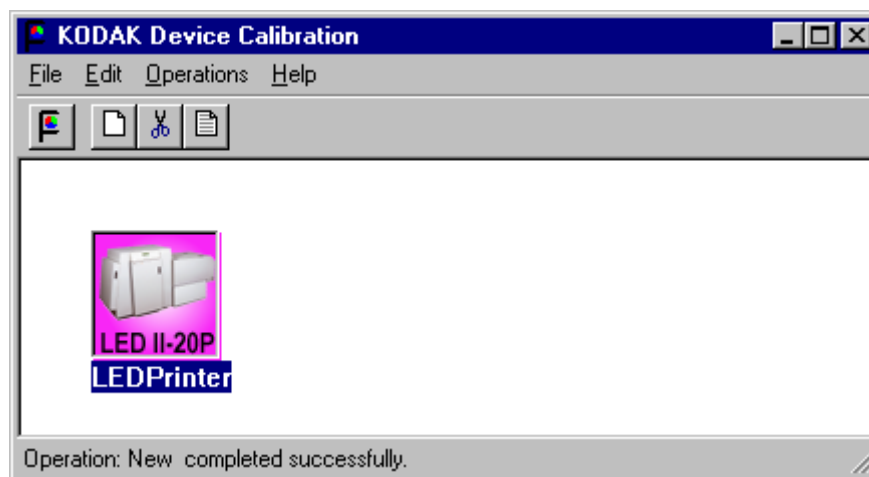 KODAK Device Calibration
File Edit Operations Help
LED II-20P
LEDPrinter
Operation: New completed successfully.